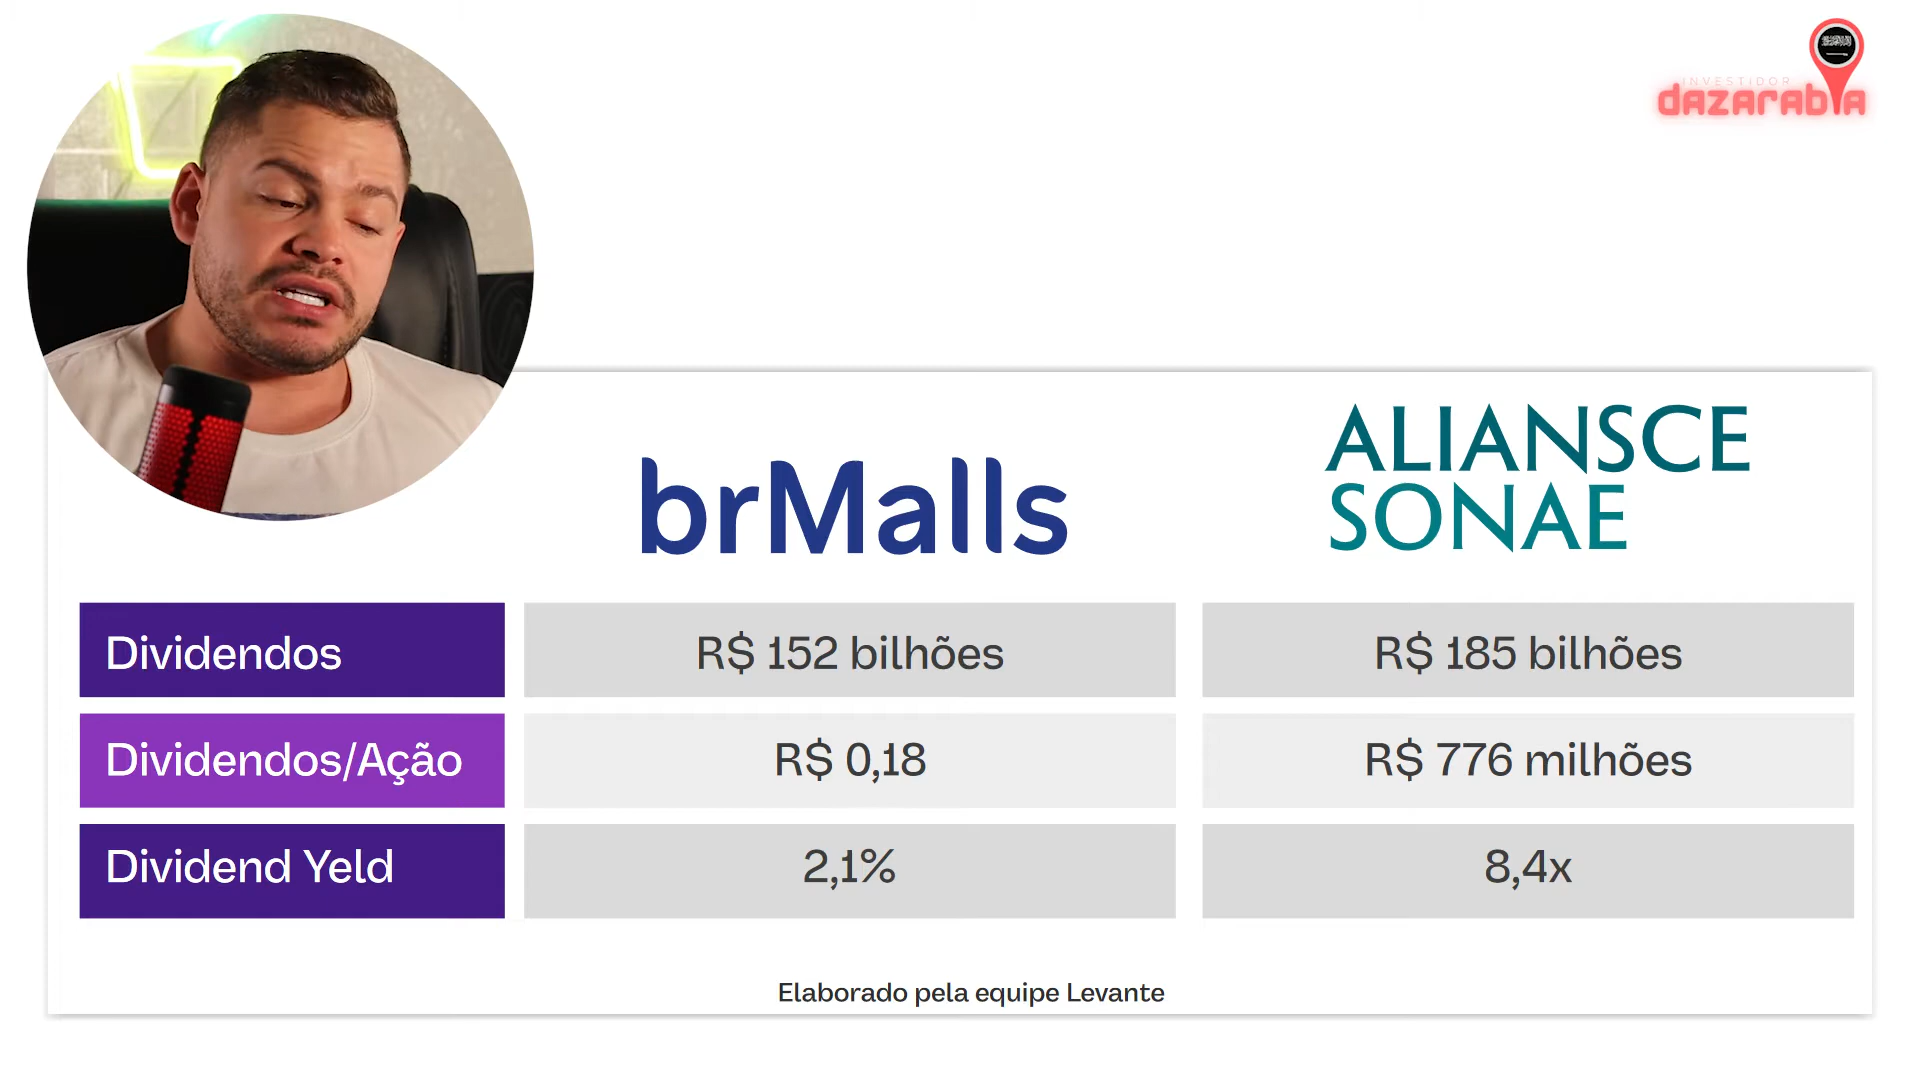 INVESTIDOR
dazarabia
brMalls
ALIANSCE
SONAE
Dividendos
R$ 152 bilhões
R$ 185 bilhões
Dividendos/Ação
R$ 0,18
R$ 776 milhões
Dividend Yeld
2,1%
8,4x
Elaborado pela equipe Levante